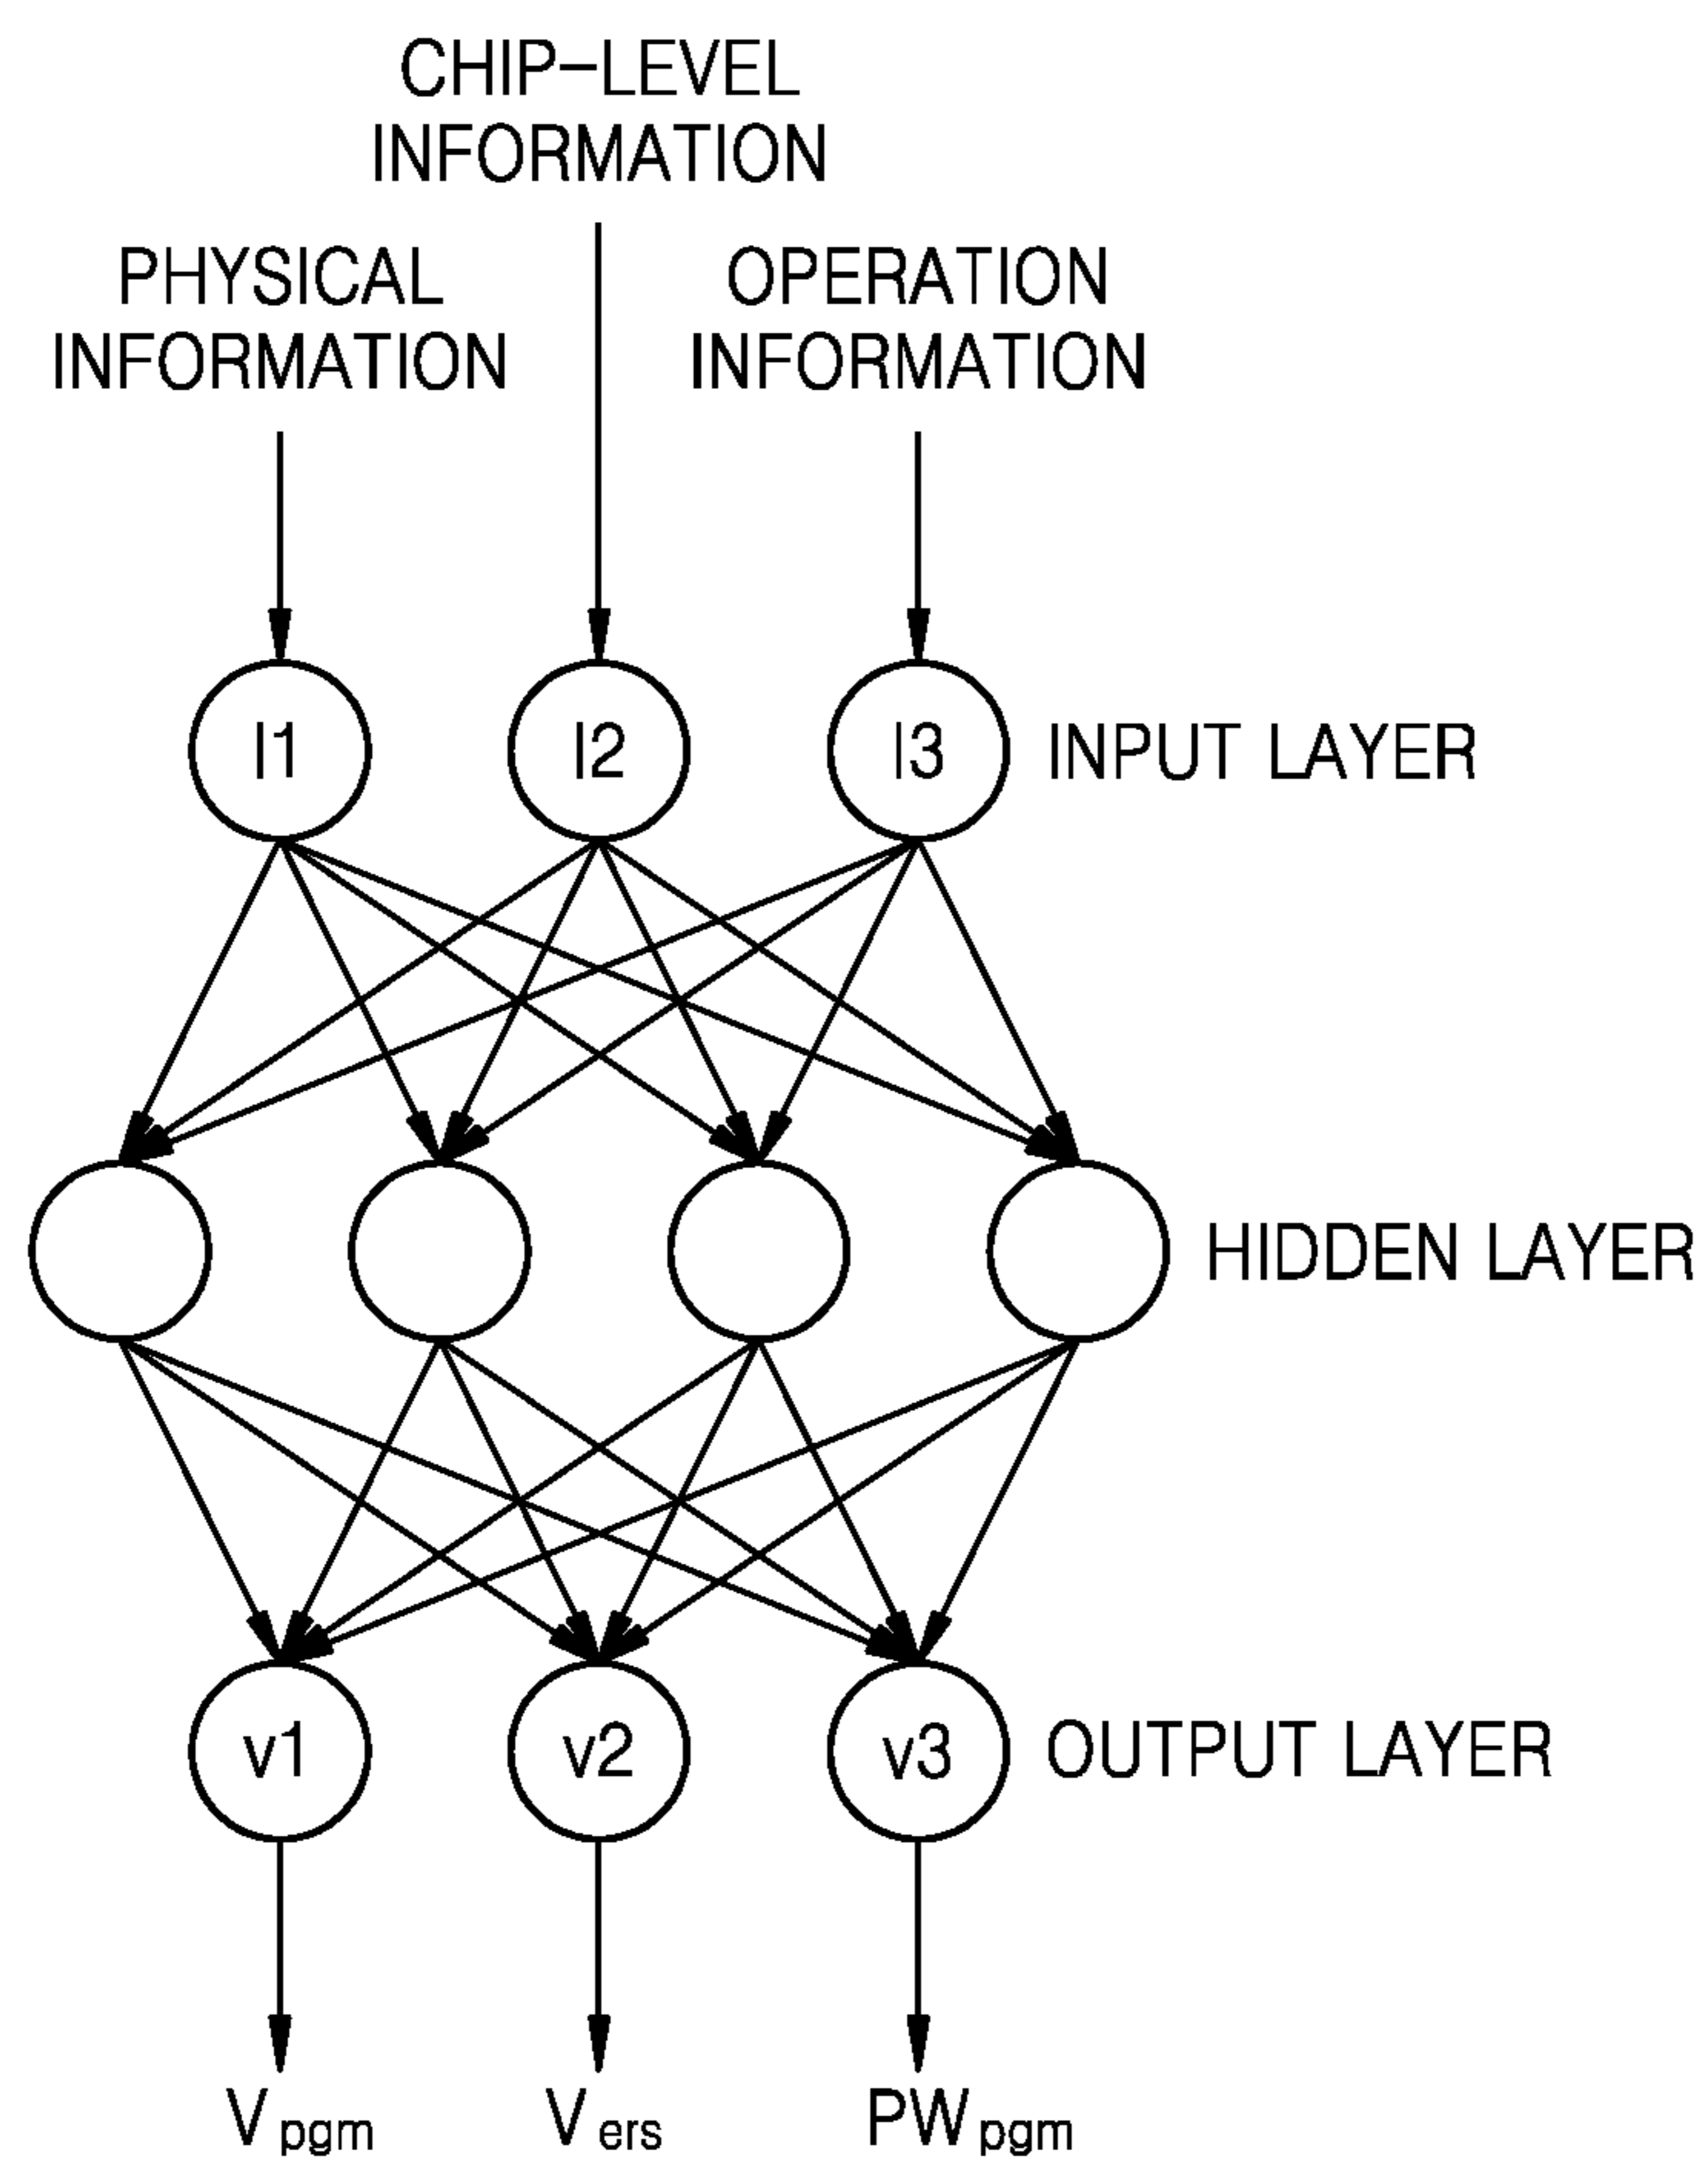 CHIP-LEVEL
INFORMATION
PHYSICAL
INFORMATION
OPERATION
INFORMATION
I1
I2
I3
INPUT LAYER
HIDDEN LAYER
v1
v2
v3
OUTPUT LAYER
Vpgm
Vers
PWpgm